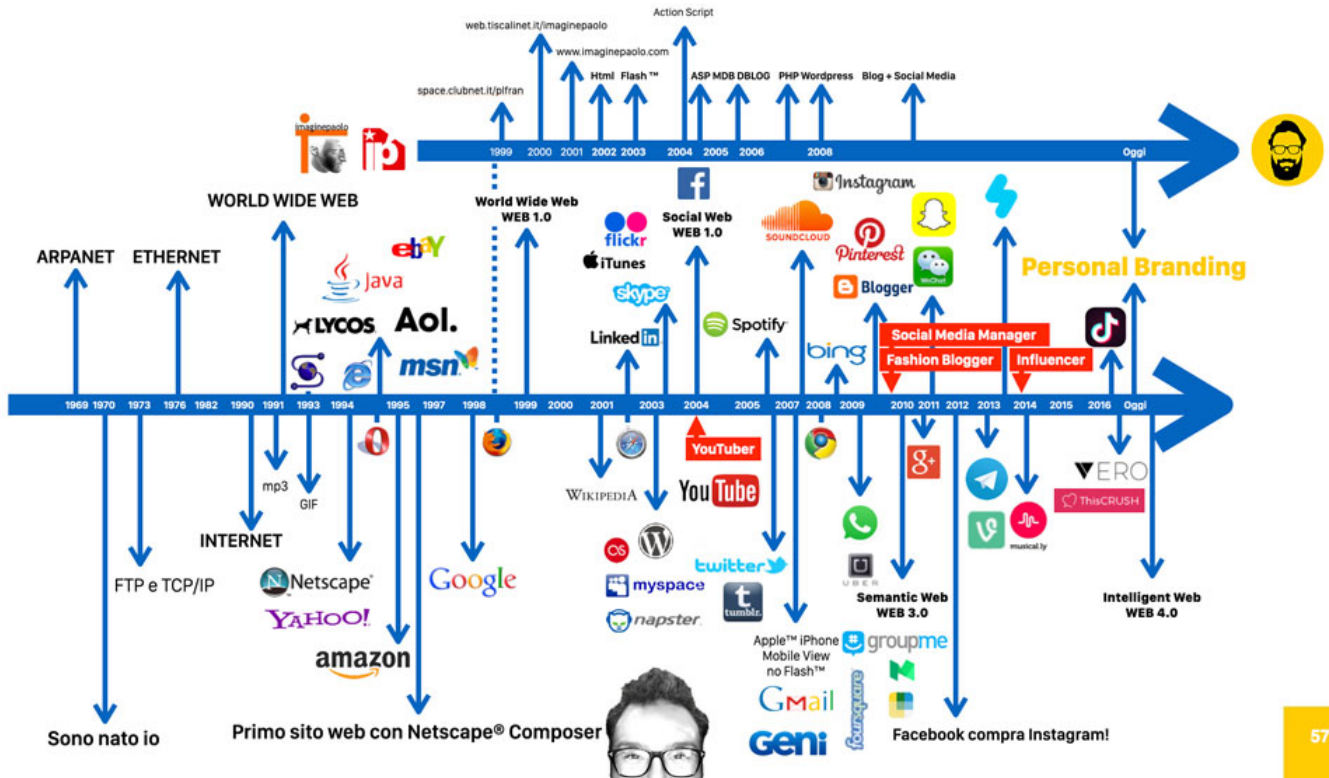 Action Script
web.tiscalinet.it/imaginepaolo
www.imaginepaolo.com
Html Flash ™ ASP MDB DBLOG PHP Wordpress Blog + Social Media
space.clubnet.it/plfran
imaginepaolo
1999 2000 2001 2002 2003 2004 2005 2006 2008 Oggi
WORLD WIDE WEB
World Wide Web
WEB 1.0
Social Web
WEB 1.0
Instagram
SOUNDCLOUD
flickr
iTunes
skype
Pinterest
WeChat
Blogger
ARPANET
ETHERNET
ebaY
Java
LYCOS
Aol.
msn
Linked in
Spotify
bing
Personal Branding
Social Media Manager
Fashion Blogger
Influencer
1969 1970 1973 1976 1982 1990 1991 1993 1994 1995 1997 1998 1999 2000 2001 2003 2004 2005 2007 2008 2009 2010 2011 2012 2013 2014 2015 2016 Oggi
YouTuber
g+
mp3
GIF
WIKIPEDIA
YouTube
VERO
ThisCRUSH
musical.ly
INTERNET
FTP e TCP/IP
Netscape
YAHOO!
Google
myspace
napster
twitter
t
tumblr.
UBER
Semantic Web
WEB 3.0
Intelligent Web
WEB 4.0
amazon
Apple™ iPhone
Mobile View
no Flash™
groupme
Gmail
foursquare
GENi
Sono nato io
Primo sito web con Netscape® Composer
Facebook compra Instagram!
57